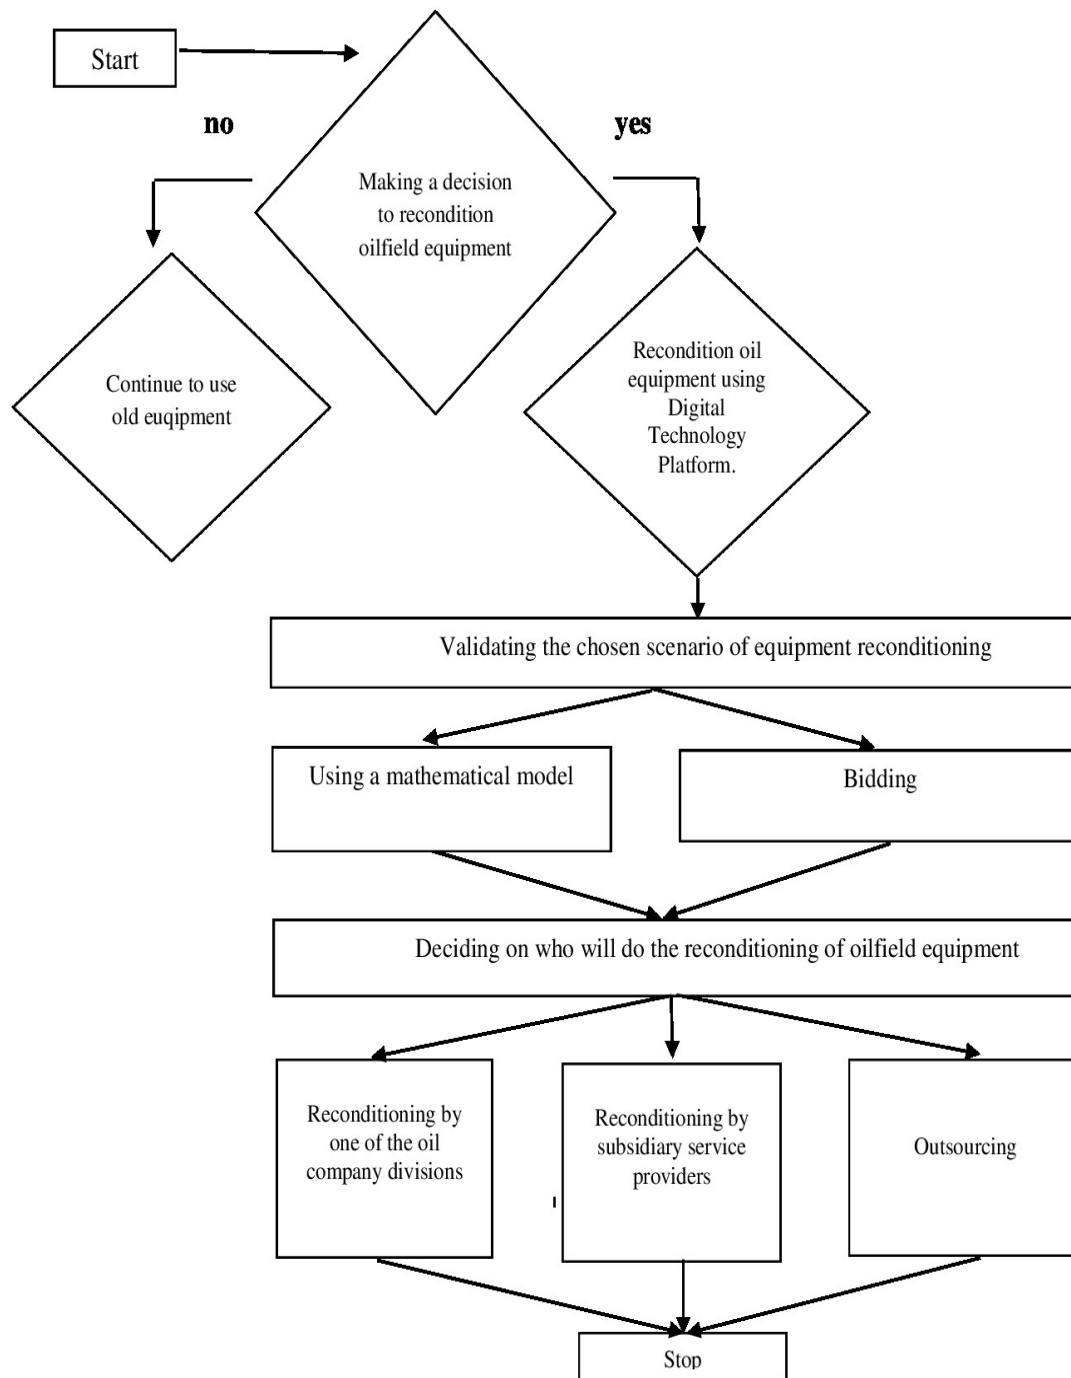 Start
no
yes
Making a decision
to recondition
oilfield equipment
Continue to use
old euqipment
Recondition oil
equipment using
Digital
Technology
Platform.
Validating the chosen scenario of equipment reconditioning
Using a mathematical model
Bidding
Deciding on who will do the reconditioning of oilfield equipment
Reconditioning by
one of the oil
company divisions
Reconditioning by
subsidiary service
providers
Outsourcing
Stop